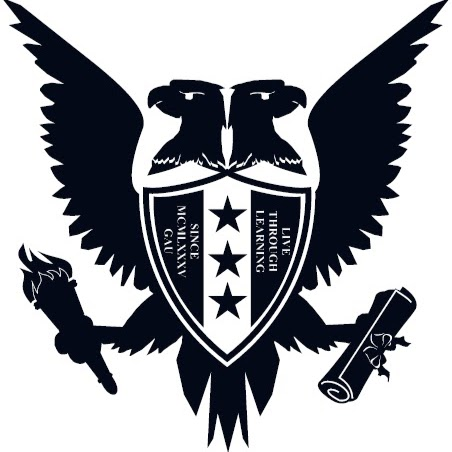 SINCE
MCMLXXXV
GAU
LIVE
THROUGH
LEARNING